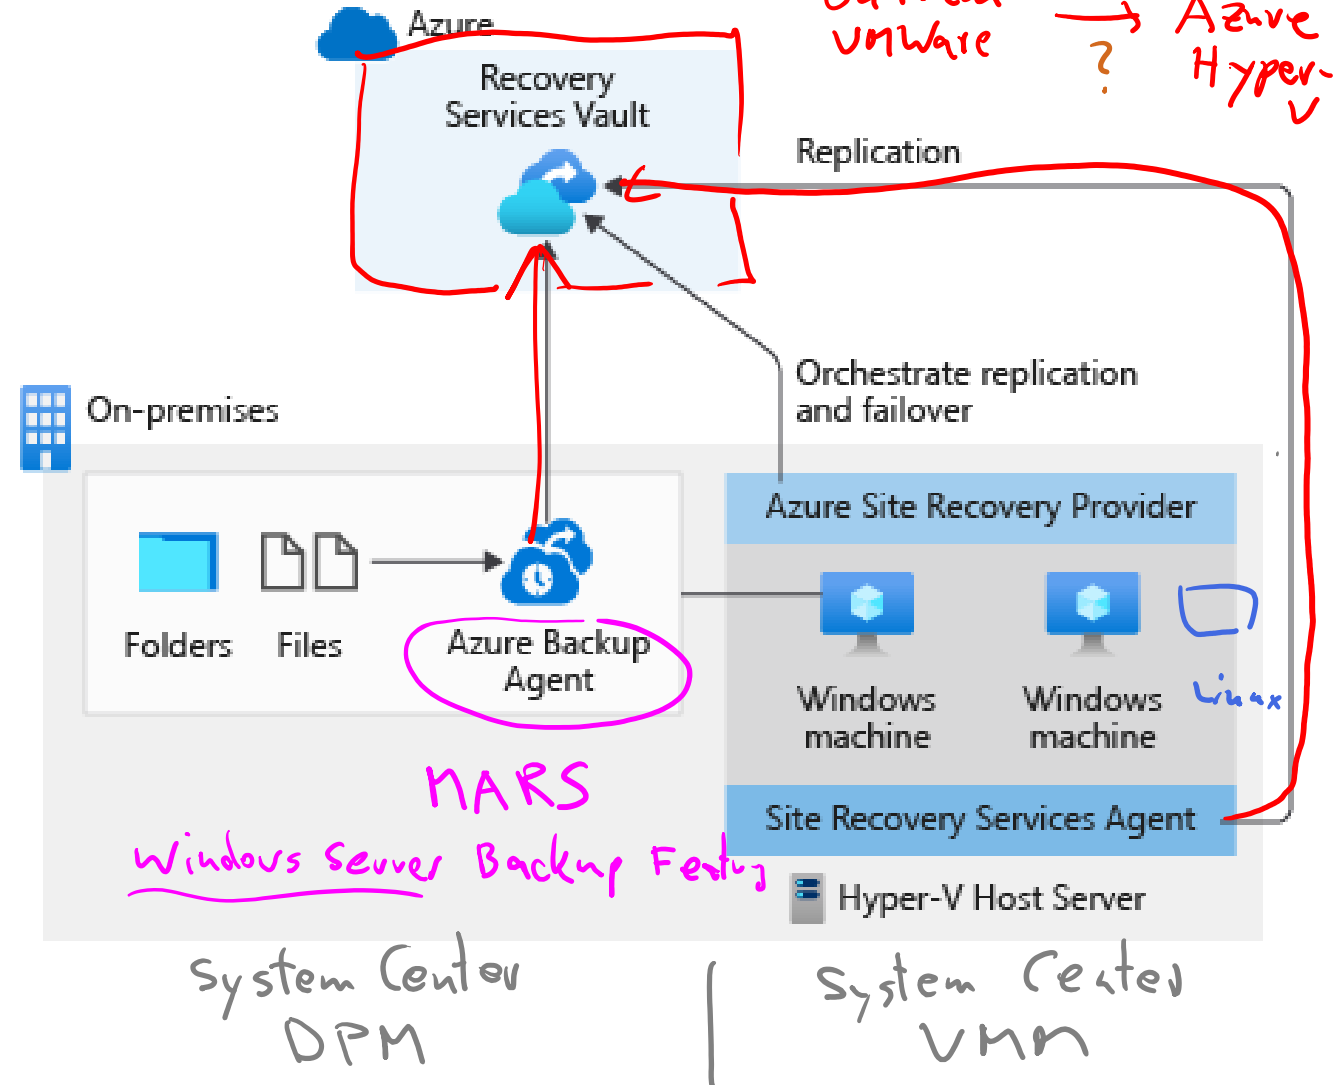 Azure
VMWare
?
Azure
Hyper-
V
Recovery
Services Vault
Replication
Orchestrate replication
and failover
On-premises
Azure Site Recovery Provider
Folders
Files
Azure Backup
Agent
Windows
machine
Windows
machine
Linux
MARS
Site Recovery Services Agent
Windows Server Backup
Hyper-V Host Server
System Center
DPM
System Center
VMM